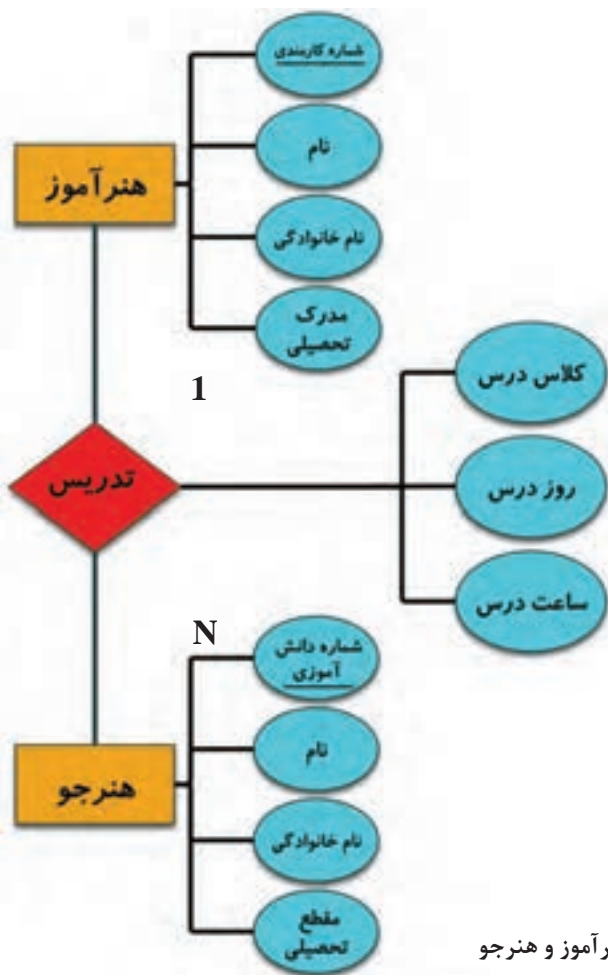 شماره کارمندی
نام
هنرآموز
نام خانوادگی
مدرک
تحصیلی
1
کلاس درس
تدریس
روز درس
ساعت درس
N
شماره دانش
آموزی
نام
هنرجو
نام خانوادگی
مقطع
تحصیلی
رآموز و هنرجو